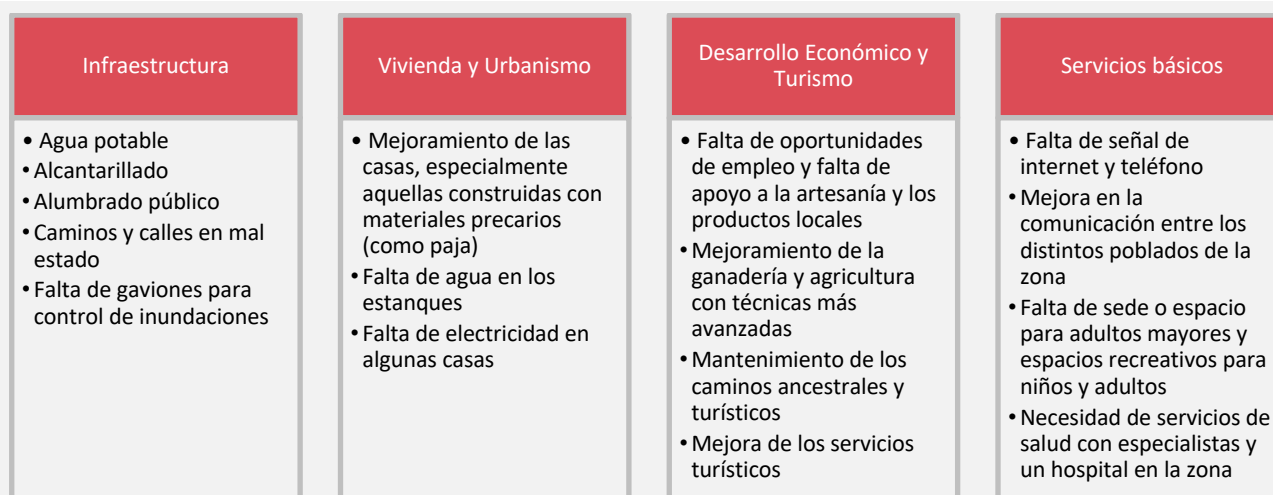 Infraestructura
• Agua potable
• Alcantarillado
• Alumbrado público
• Caminos y calles en mal
estado
• Falta de gaviones para
control de inundaciones
Vivienda y Urbanismo
• Mejoramiento de las
casas, especialmente
aquellas construidas con
materiales precarios
(como paja)
• Falta de agua en los
estanques
• Falta de electricidad en
algunas casas
Desarrollo Económico y
Turismo
• Falta de oportunidades
de empleo y falta de
apoyo a la artesanía y los
productos locales
• Mejoramiento de la
ganadería y agricultura
con técnicas más
avanzadas
• Mantenimiento de los
caminos ancestrales y
turísticos
• Mejora de los servicios
turísticos
Servicios básicos
• Falta de señal de
internet y teléfono
• Mejora en la
comunicación entre los
distintos poblados de la
zona
• Falta de sede o espacio
para adultos mayores y
espacios recreativos para
niños y adultos
• Necesidad de servicios de
salud con especialistas y
un hospital en la zona